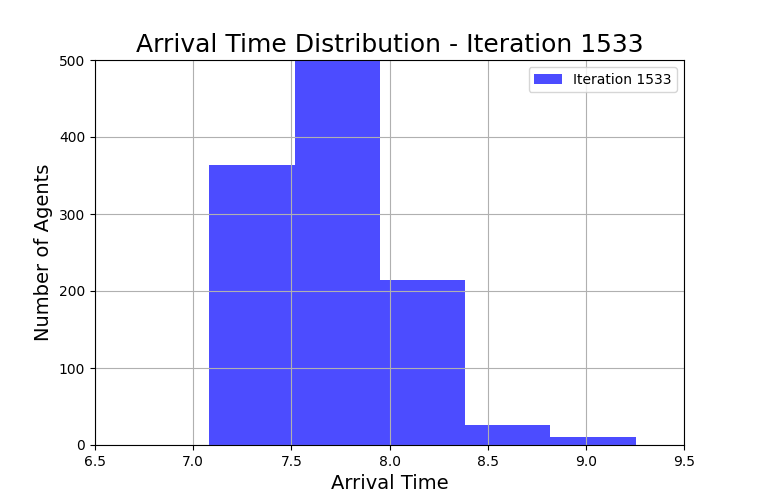 Arrival Time Distribution - Iteration 1533
Iteration 1533
500
400
300
200
100
0
Number of Agents
6.5 7.0 7.5 8.0 8.5 9.0 9.5
Arrival Time